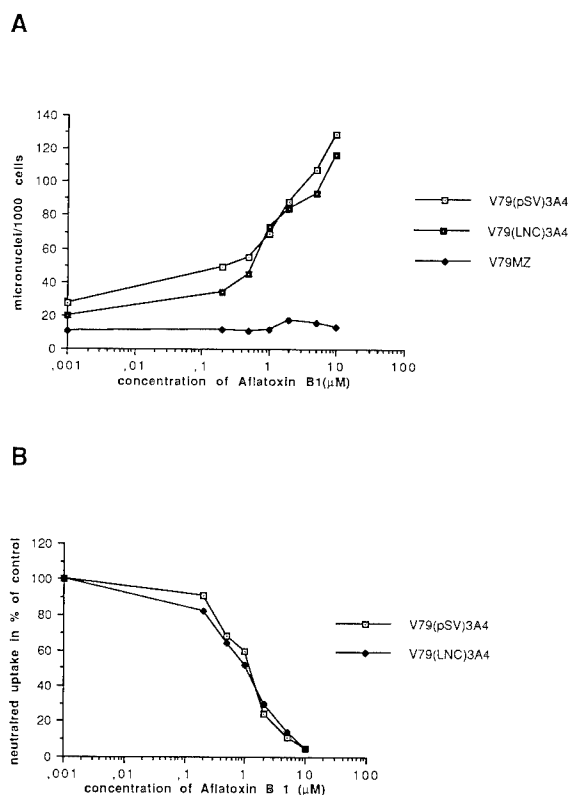 A
140
120
100
80
60
40
20
0
micronuclei/1000 cells
.001
,1
1
10
100
concentration of Aflatoxin B1(µM)
V79(pSV)3A4
V79(LNC)3A4
V79MZ
B
120
100
80
60
40
20
0
neutralred uptake in % of control
.001
.01
,1
1
10
100
concentration of Aflatoxin B 1 (µM)
V79(pSV)3A4
V79(LNC)3A4